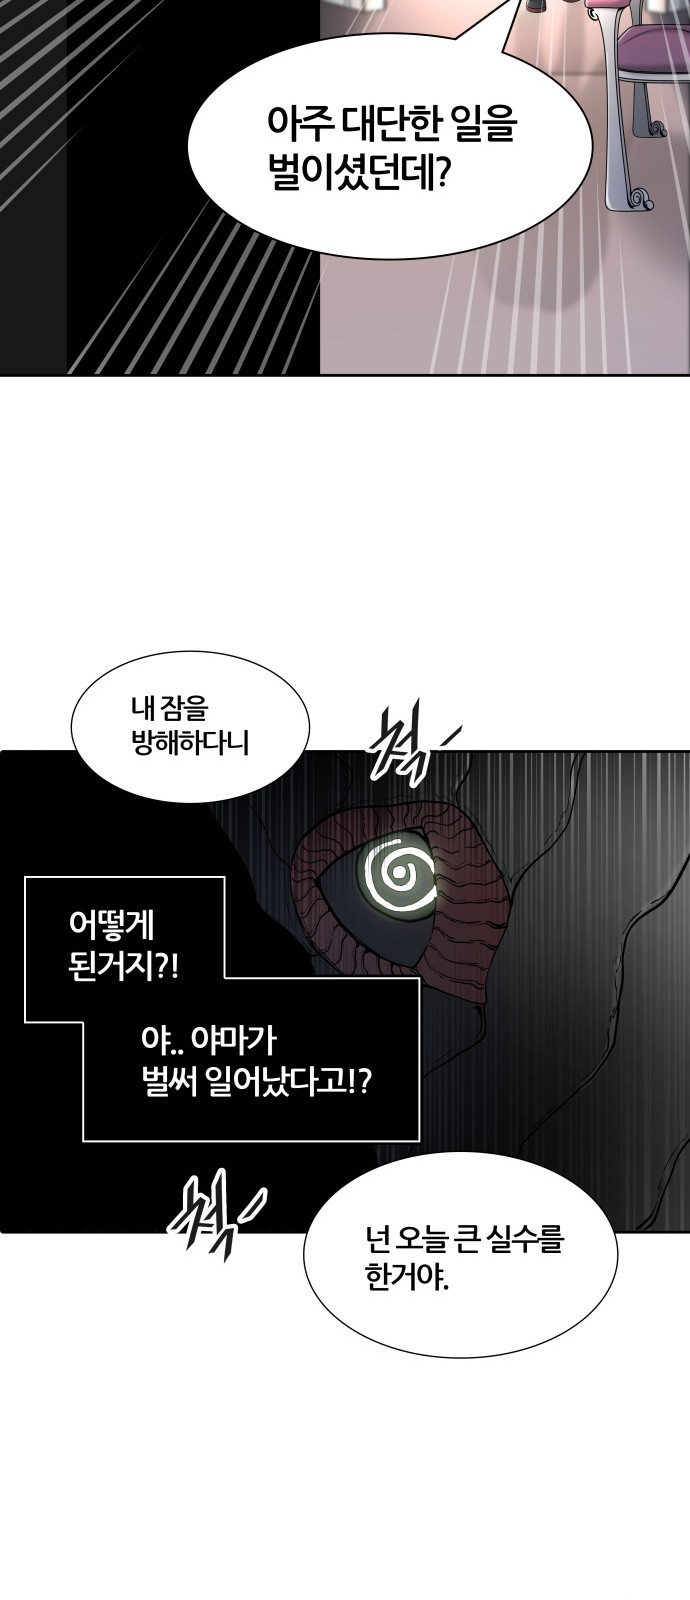 아주 대단한 일을
벌이셨던데?
내 잠을
방해하다니
척
어떻게
된거지?!
야.. 야마가
벌써 일어났다고!?
척
넌 오늘 큰 실수를
한거야.